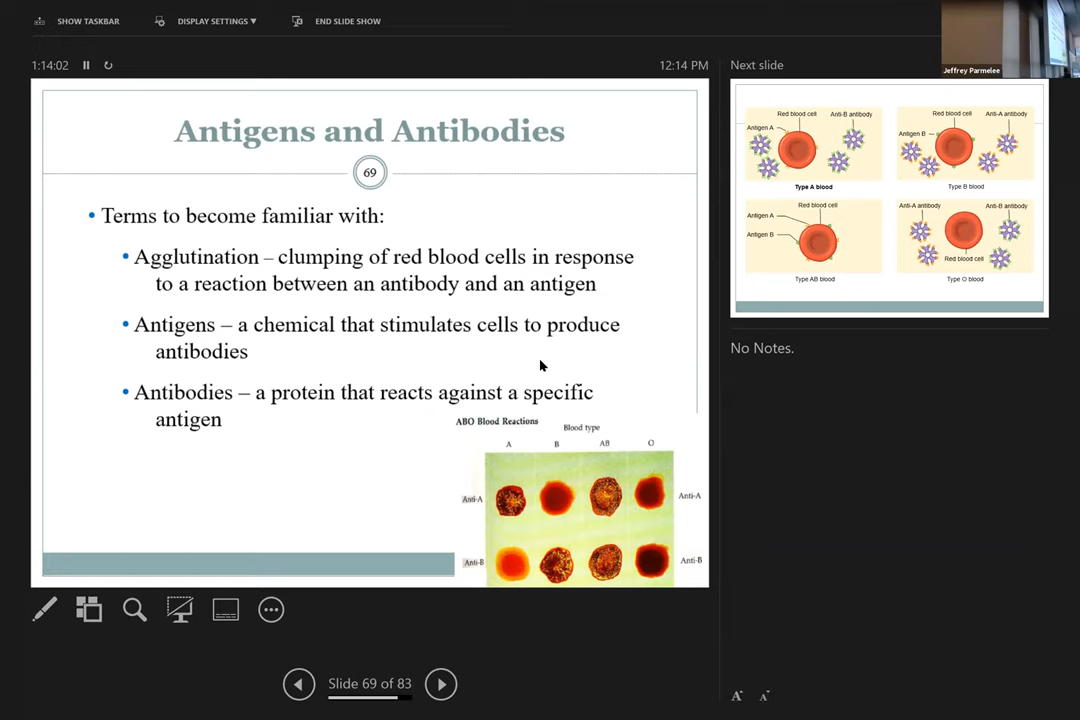 SHOW TASKBAR
DISPLAY SETTINGS ▼
END SLIDE SHOW
Jeffrey Parmelee
1:14:02
12:14 PM
Next slide
Antigens and Antibodies
69
• Terms to become familiar with:
• Agglutination – clumping of red blood cells in response
to a reaction between an antibody and an antigen
• Antigens – a chemical that stimulates cells to produce
antibodies
• Antibodies – a protein that reacts against a specific
antigen
ABO Blood Reactions
Blood type
A B AB O
Anti-A Anti-A
Anti-B Anti-B
Red blood cell Anti-B antibody
Antigen A
Type A blood
Red blood cell Anti-A antibody
Antigen B
Type B blood
Red blood cell
Antigen A
Antigen B
Type AB blood
Anti-A antibody Anti-B antibody
Red blood cell
Type O blood
No Notes.
Slide 69 of 83
A A